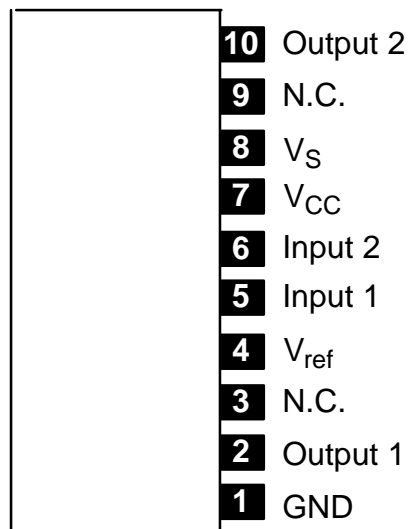 10 Output 2
9 N.C.
8 VS
7 VCC
6 Input 2
5 Input 1
4 Vref
3 N.C.
2 Output 1
1 GND